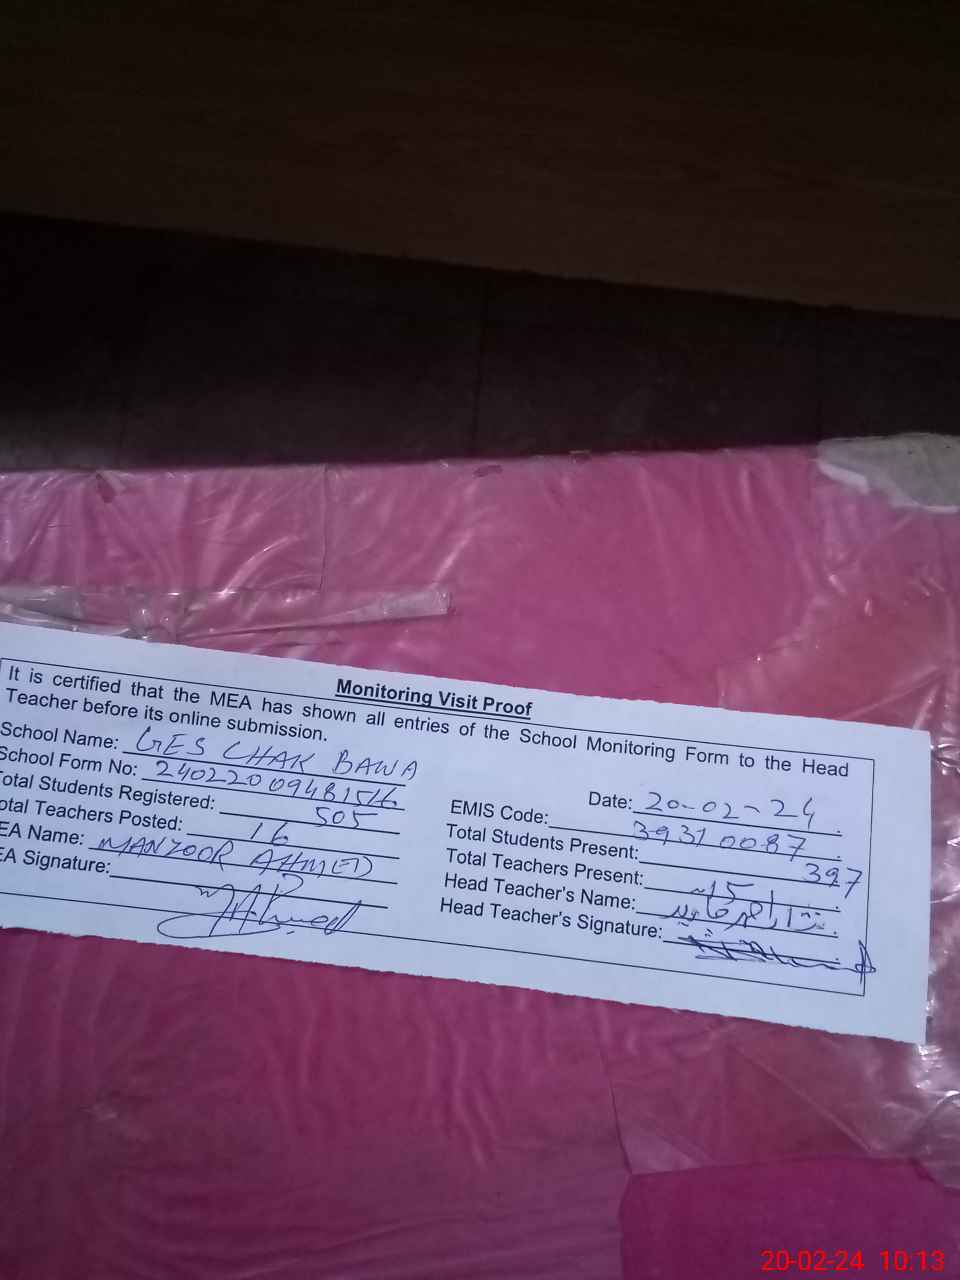 Monitoring Visit Proof
It is certified that the MEA has shown all entries of the School Monitoring Form to the Head
Teacher before its online submission.
School Name: GES CHAK BAWA
Date: 20-02-24
School Form No:
EMIS Code: 39310087
Total Students Registered: 505
Total Students Present: 397
otal Teachers Posted: 16
Total Teachers Present: 15
EA Name: MANZOOR AHMED
Head Teacher's Name:
EA Signature:
Head Teacher's Signature:
20-02-24 10:13